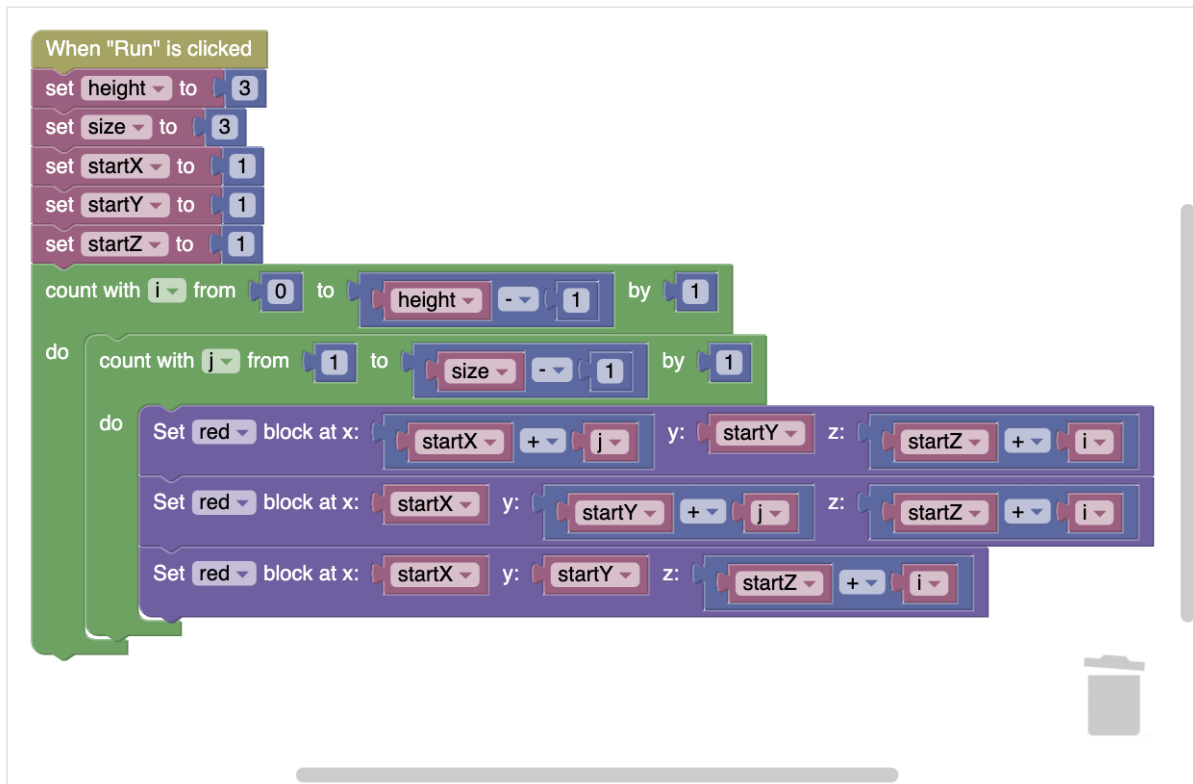 When "Run" is clicked
set height to 3
set size to 3
set startX to 1
set startY to 1
set startZ to 1
count with i from 0 to height - 1 by 1
do count with j from 1 to size - 1 by 1
do Set red block at x: startX + j y: startY z: startZ + i
Set red block at x: startX y: startY + j z: startZ + i
Set red block at x: startX y: startY z: startZ + i